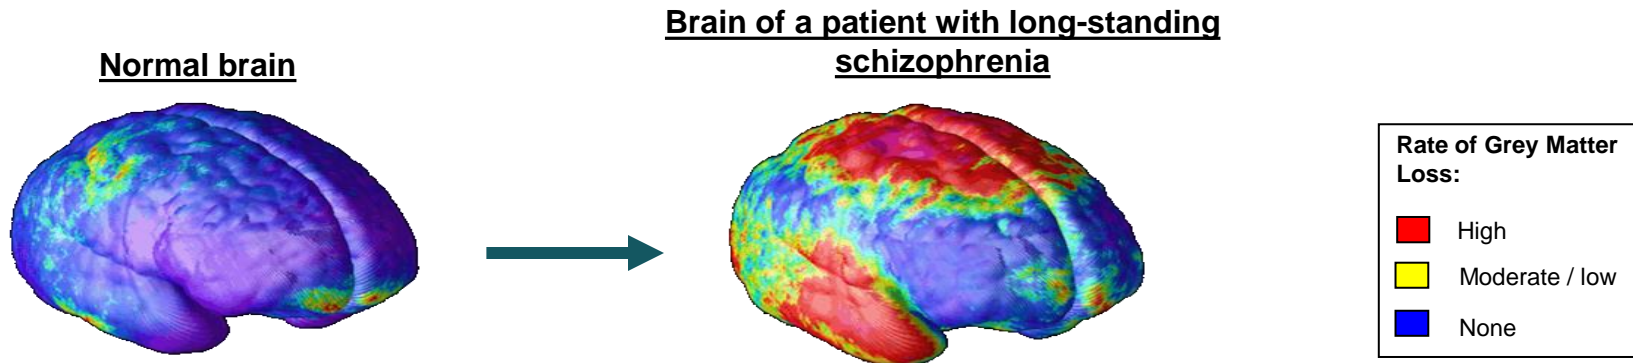 Normal brain
Brain of a patient with long-standing
schizophrenia
Rate of Grey Matter
Loss:
High
Moderate / low
None